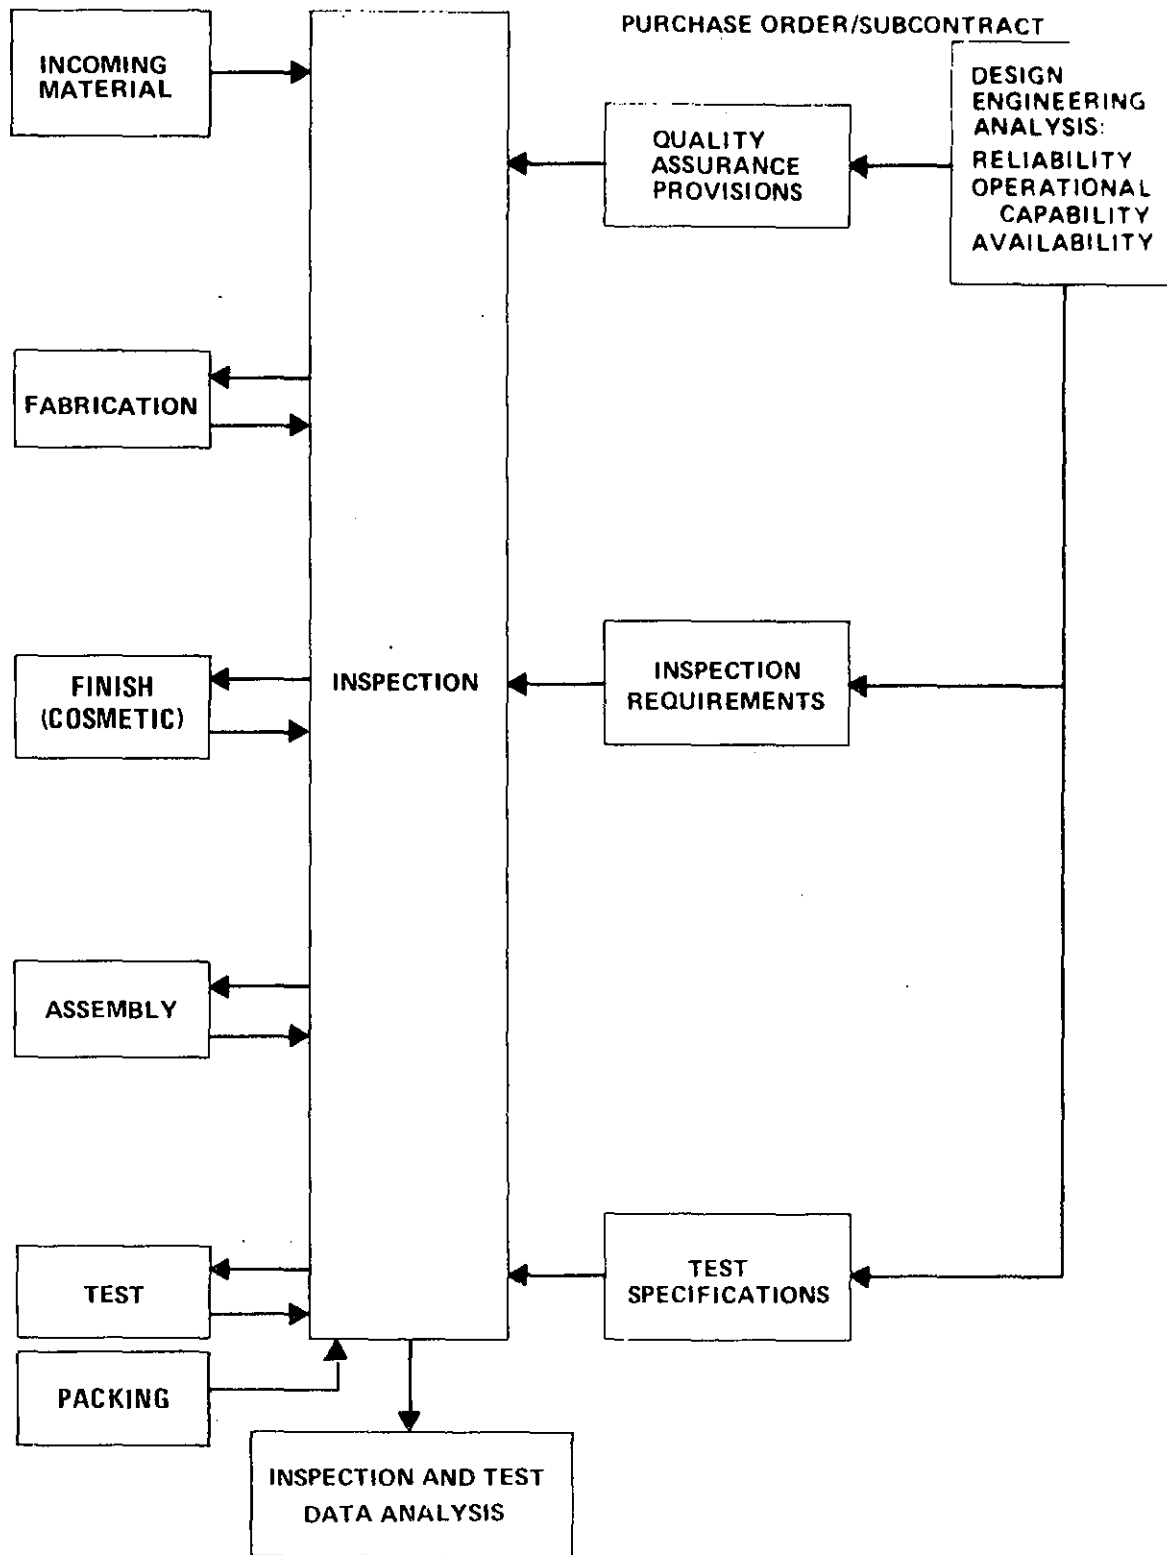 PURCHASE ORDER/SUBCONTRACT
INCOMING
MATERIAL
DESIGN
ENGINEERING
ANALYSIS:
RELIABILITY
OPERATIONAL
CAPABILITY
AVAILABILITY
QUALITY
ASSURANCE
PROVISIONS
FABRICATION
FINISH
(COSMETIC)
INSPECTION
INSPECTION
REQUIREMENTS
ASSEMBLY
TEST
TEST
SPECIFICATIONS
PACKING
INSPECTION AND TEST
DATA ANALYSIS